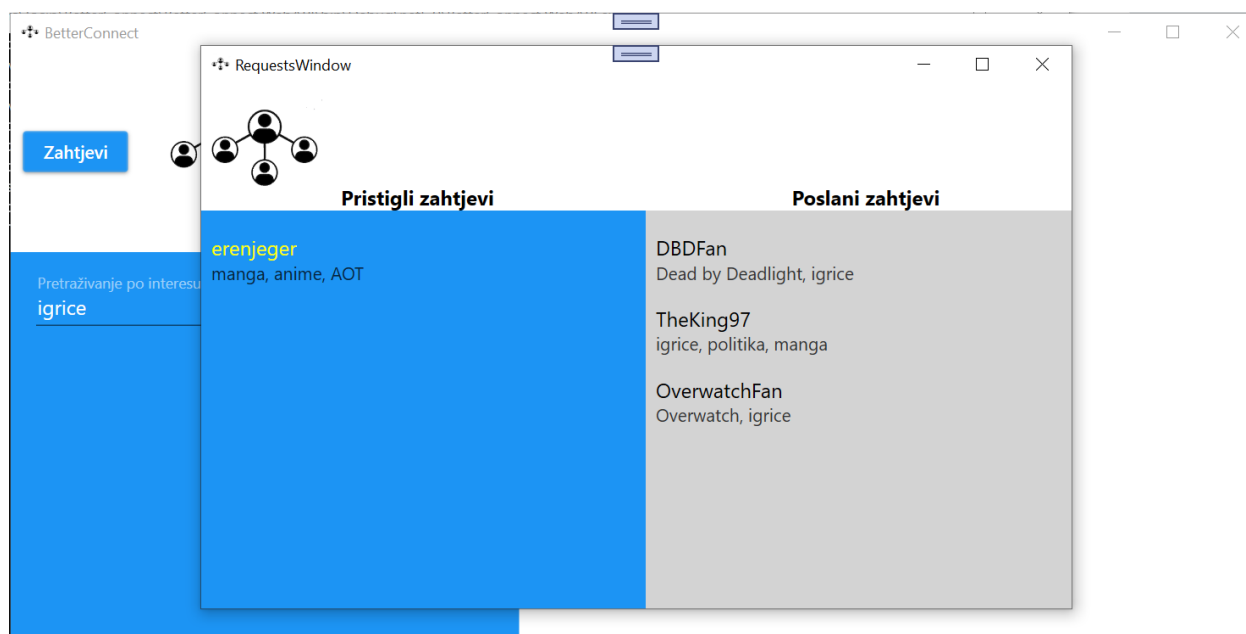 BetterConnect
RequestsWindow
Zahtjevi
Pristigli zahtjevi
Poslani zahtjevi
Pretraživanje po interesu
igrice
erenjeger
manga, anime, AOT
DBDFan
Dead by Deadlight, igrice
TheKing97
igrice, politika, manga
OverwatchFan
Overwatch, igrice